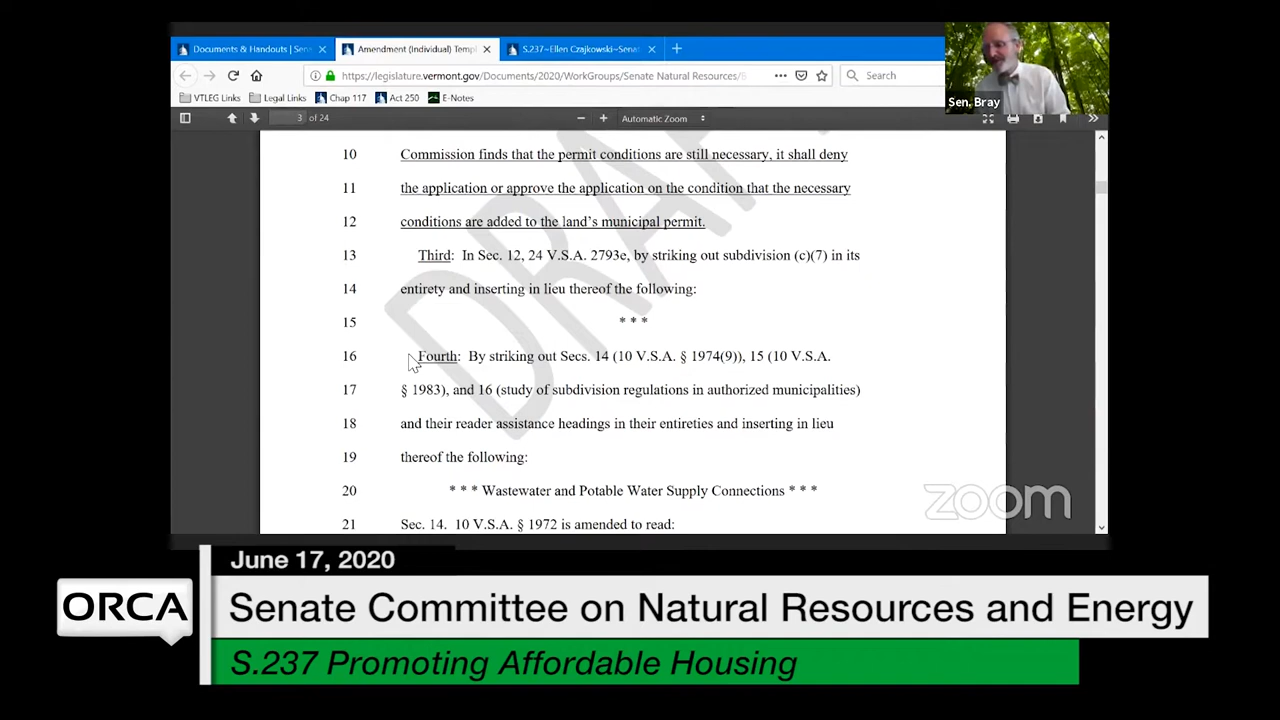 Documents & Handouts | Sen
Amendment (Individual) Templ
S.237~Ellen Czajkowski~Sena
https://legislature.vermont.gov/Documents/2020/WorkGroups/Senate Natural Resources/
Search
Sen. Bray
VTLEG Links
Legal Links
Chap 117
Act 250
E-Notes
3 of 24
Automatic Zoom
DRAFT
10 Commission finds that the permit conditions are still necessary, it shall deny
11 the application or approve the application on the condition that the necessary
12 conditions are added to the land’s municipal permit.
13 Third: In Sec. 12, 24 V.S.A. 2793e, by striking out subdivision (c)(7) in its
14 entirety and inserting in lieu thereof the following:
15 * * *
16 Fourth: By striking out Secs. 14 (10 V.S.A. § 1974(9)), 15 (10 V.S.A.
17 § 1983), and 16 (study of subdivision regulations in authorized municipalities)
18 and their reader assistance headings in their entireties and inserting in lieu
19 thereof the following:
20 * * * Wastewater and Potable Water Supply Connections * * *
21 Sec. 14. 10 V.S.A. § 1972 is amended to read:
zoom
June 17, 2020
ORCA
Senate Committee on Natural Resources and Energy
S.237 Promoting Affordable Housing